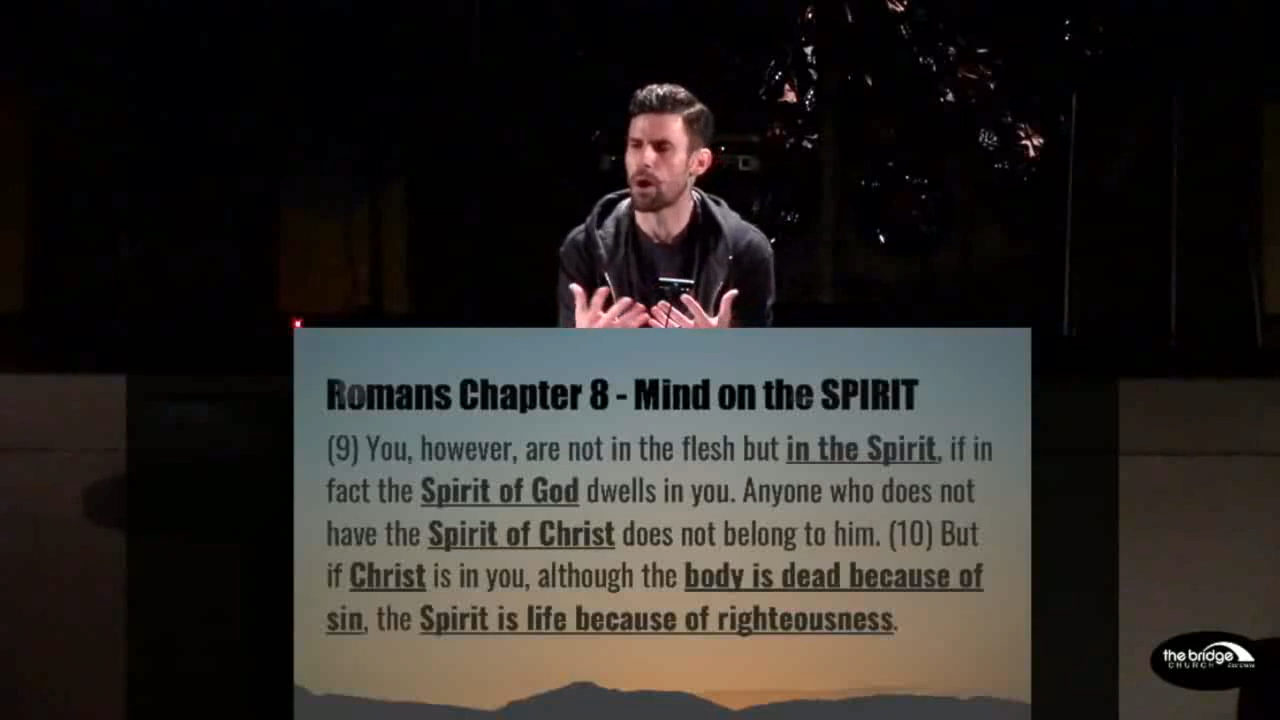 Romans Chapter 8 - Mind on the SPIRIT
(9) You, however, are not in the flesh but in the Spirit, if in
fact the Spirit of God dwells in you. Anyone who does not
have the Spirit of Christ does not belong to him. (10) But
if Christ is in you, although the body is dead because of
sin, the Spirit is life because of righteousness.
the bridge
CHURCH